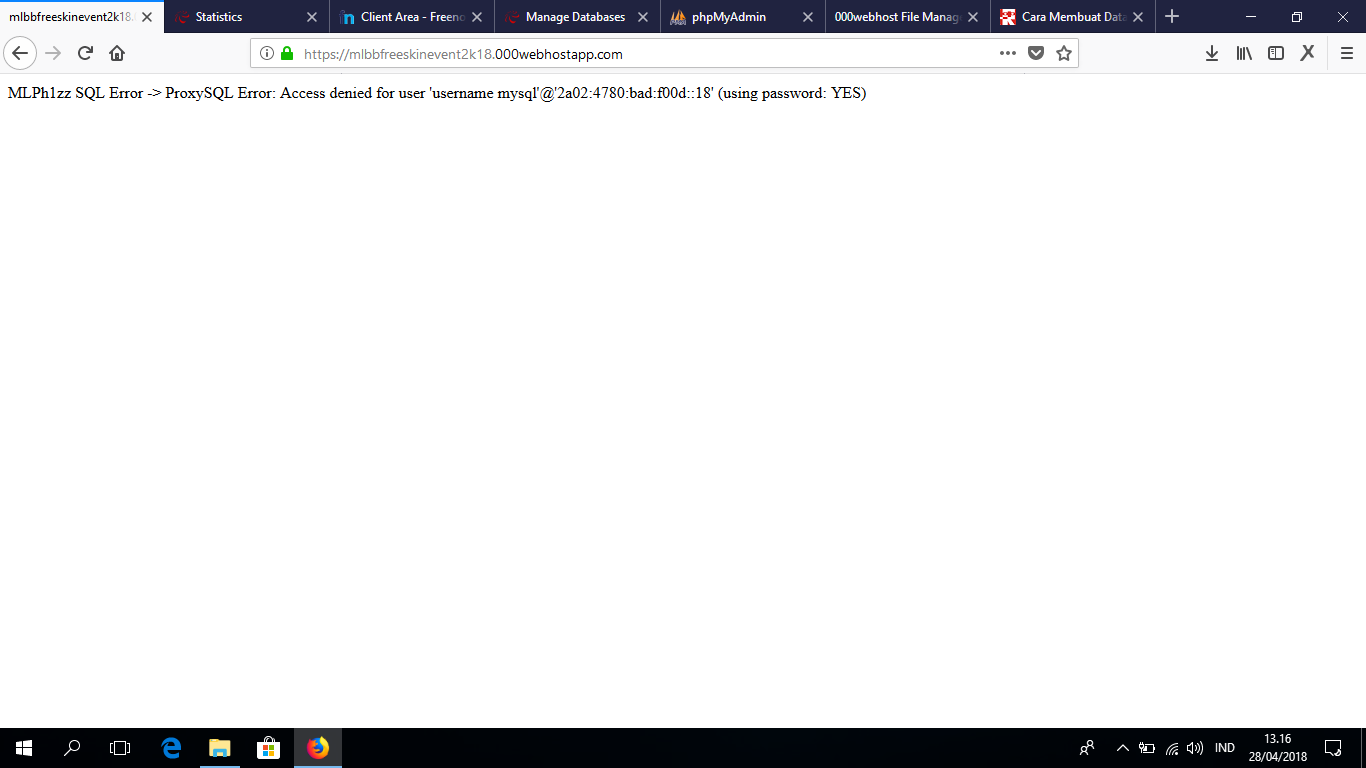 mlbbfreeskinevent2k18.
Statistics
Client Area - Freeno
Manage Databases
phpMyAdmin
000webhost File Manag
Cara Membuat Data
https://mlbbfreeskinevent2k18.000webhostapp.com
MLPh1zz SQL Error -> ProxySQL Error: Access denied for user 'username mysql'@'2a02:4780:bad:f00d::18' (using password: YES)
IND
13.16
28/04/2018